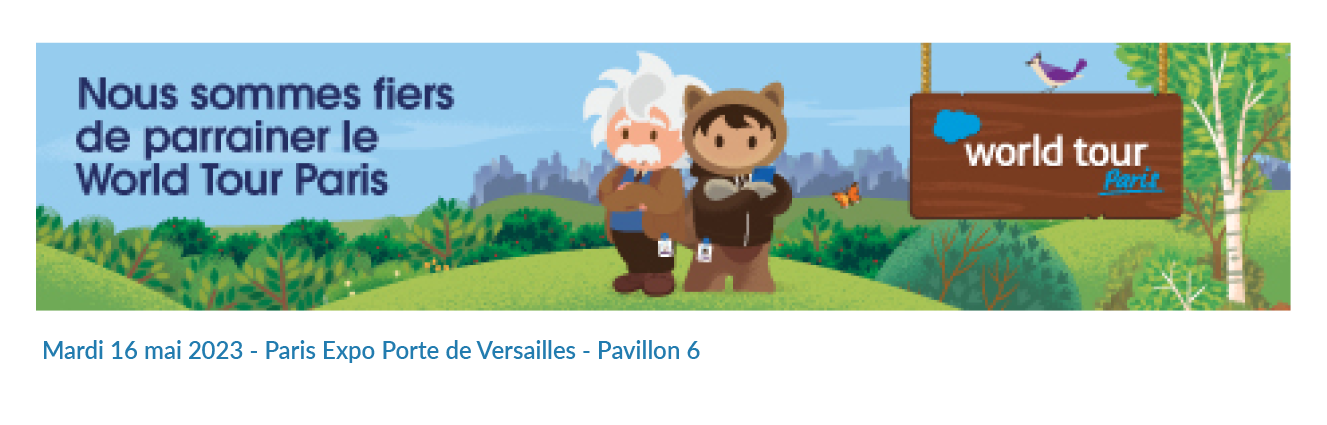 Nous sommes fiers
de parrainer le
World Tour Paris
world tour
Paris
Mardi 16 mai 2023 - Paris Expo Porte de Versailles - Pavillon 6